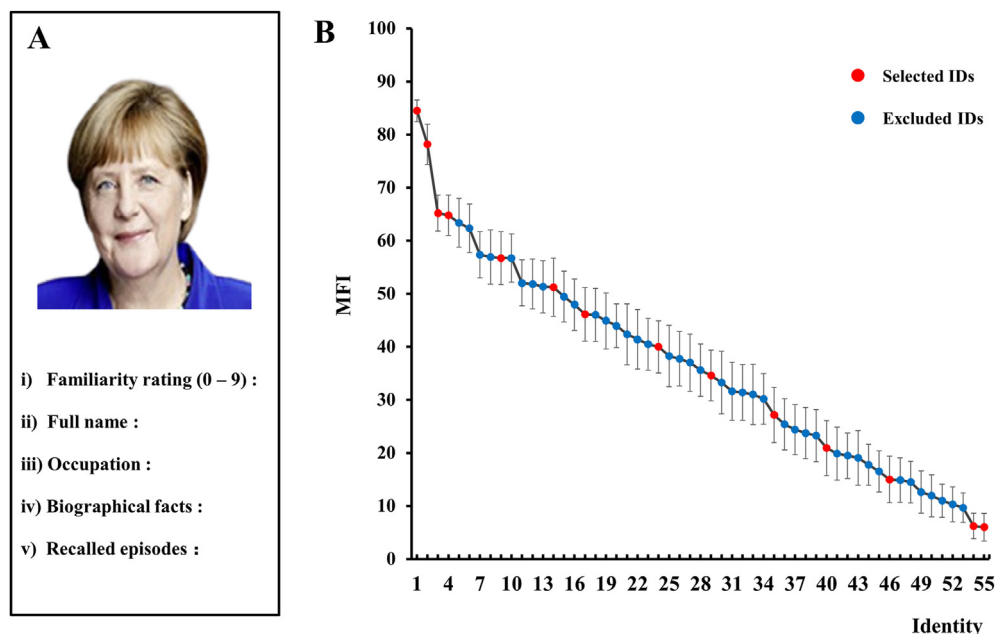 A
i) Familiarity rating (0 – 9) :
ii) Full name :
iii) Occupation :
iv) Biographical facts :
v) Recalled episodes :
B
100
90
80
70
60
50
40
30
20
10
0
MFI
Selected IDs
Excluded IDs
1 4 7 10 13 16 19 22 25 28 31 34 37 40 43 46 49 52 55
Identity